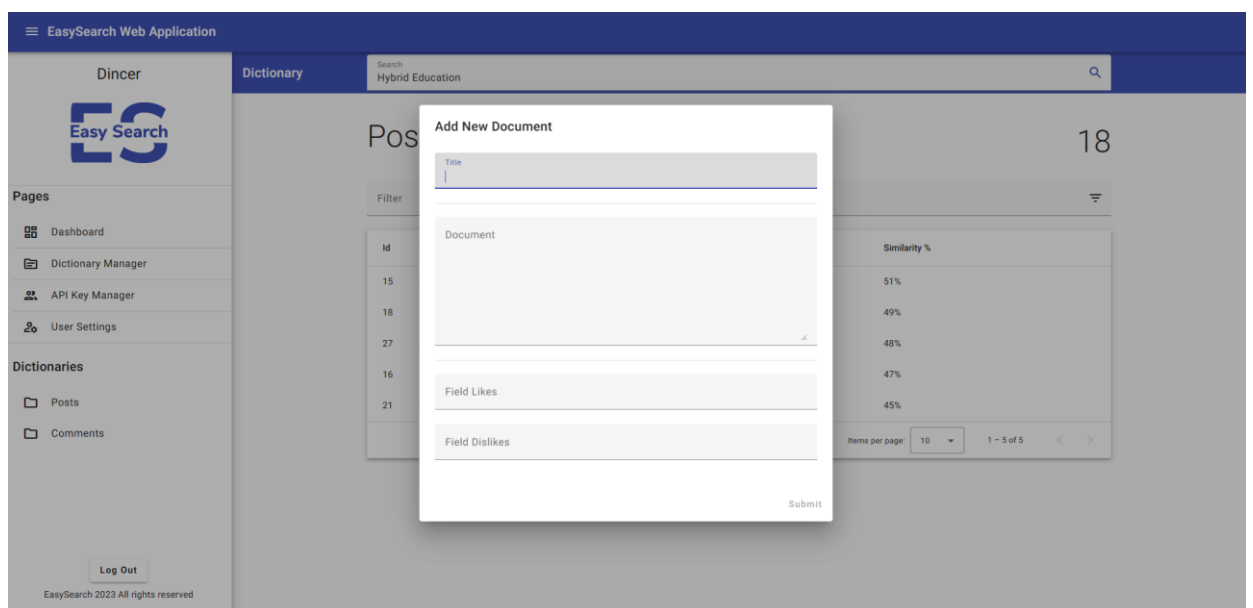 EasySearch Web Application
Dincer
Easy Search
Pages
Dashboard
Dictionary Manager
API Key Manager
User Settings
Dictionaries
Posts
Comments
Log Out
EasySearch 2023 All rights reserved
Dictionary
Search
Hybrid Education
Pos
18
Filter
Id
Similarity %
15
51%
18
49%
27
48%
16
47%
21
45%
Items per page: 10 1 – 5 of 5
Add New Document
Title
Document
Field Likes
Field Dislikes
Submit